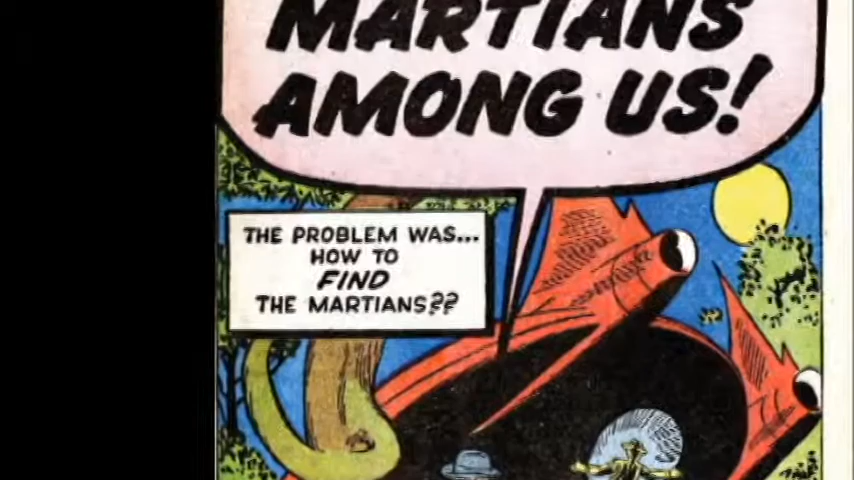 MARTIANS
AMONG US!
THE PROBLEM WAS...
HOW TO
FIND
THE MARTIANS??